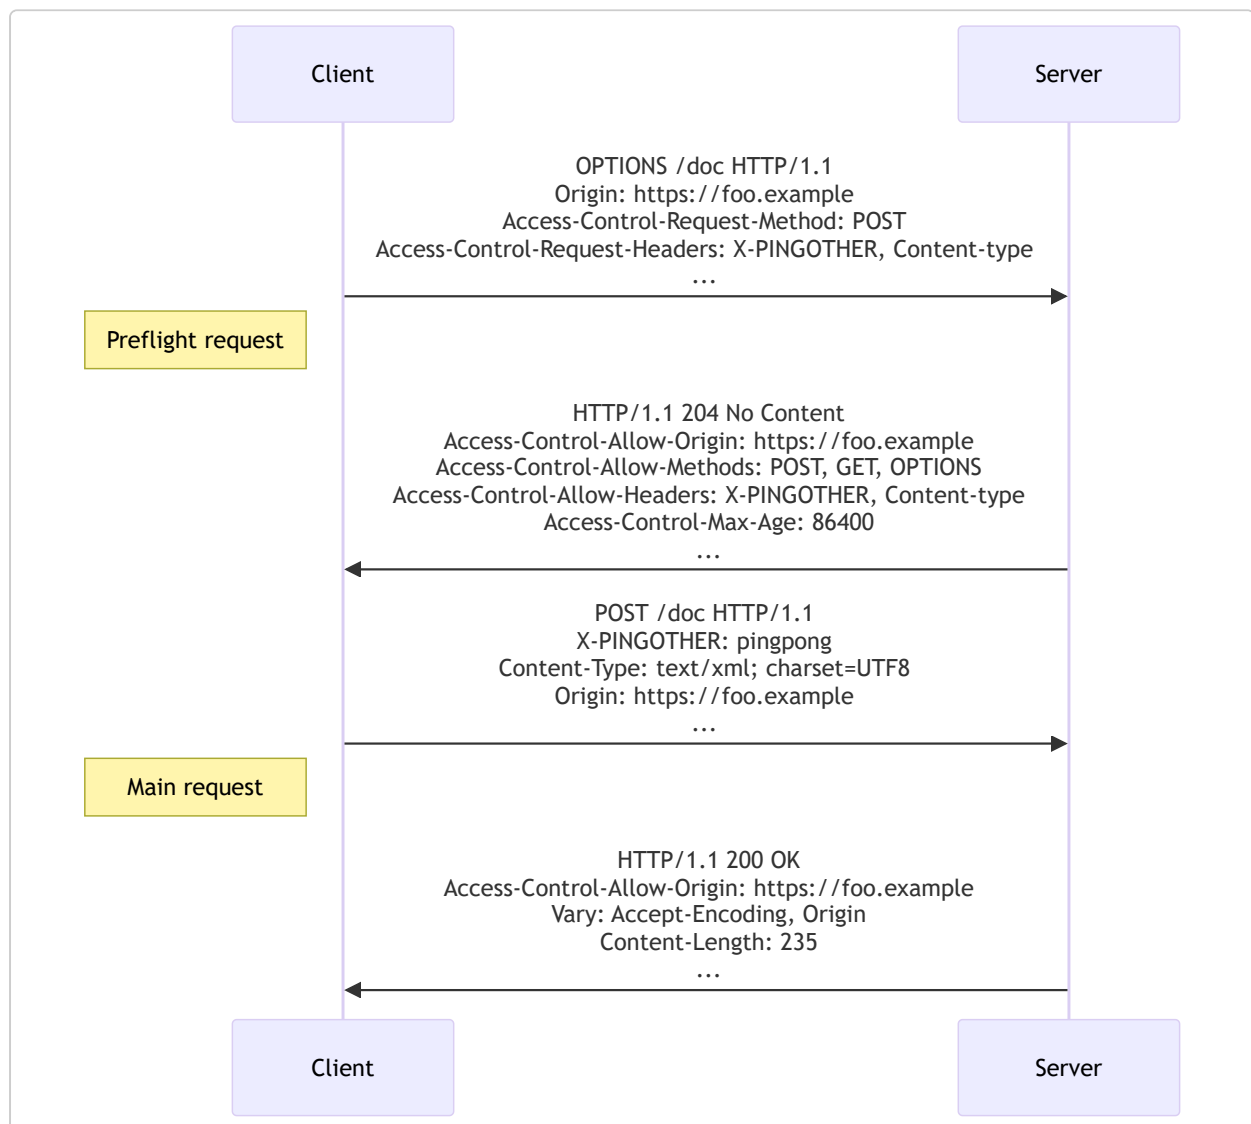 Client
Server
OPTIONS /doc HTTP/1.1
Origin: https://foo.example
Access-Control-Request-Method: POST
Access-Control-Request-Headers: X-PINGOTHER, Content-type
...
Preflight request
HTTP/1.1 204 No Content
Access-Control-Allow-Origin: https://foo.example
Access-Control-Allow-Methods: POST, GET, OPTIONS
Access-Control-Allow-Headers: X-PINGOTHER, Content-type
Access-Control-Max-Age: 86400
...
POST /doc HTTP/1.1
X-PINGOTHER: pingpong
Content-Type: text/xml; charset=UTF8
Origin: https://foo.example
...
Main request
HTTP/1.1 200 OK
Access-Control-Allow-Origin: https://foo.example
Vary: Accept-Encoding, Origin
Content-Length: 235
...
Client
Server